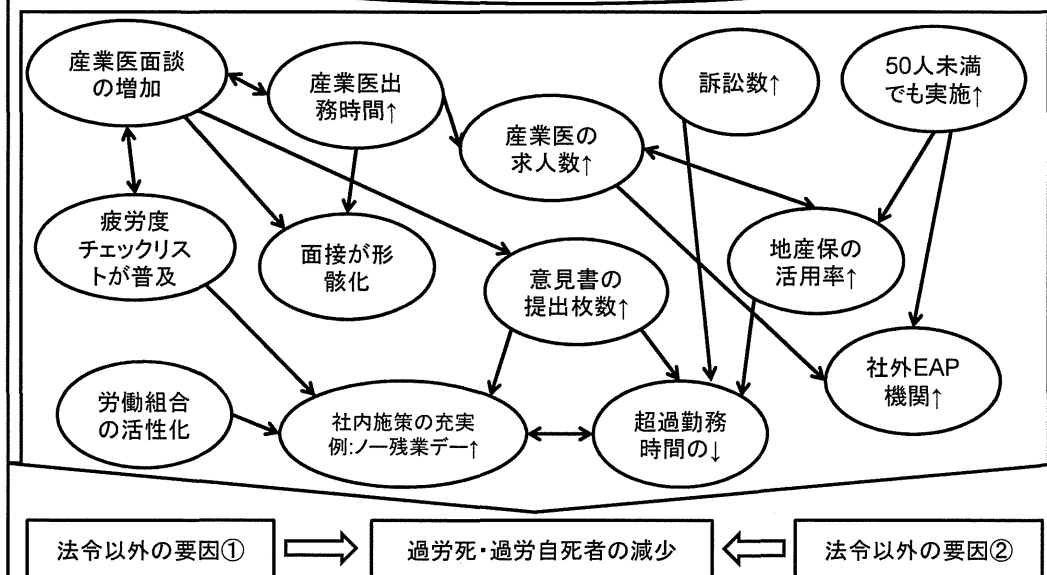 産業医面談
の増加
産業医出
務時間↑
訴訟数↑
50人未満
でも実施↑
産業医の
求人数↑
疲労度
チェックリス
トが普及
面接が形
骸化
意見書の
提出枚数↑
地産保の
活用率↑
社外EAP
機関↑
労働組合
の活性化
社内施策の充実
例:ノー残業デー↑
超過勤務
時間の↓
法令以外の要因①
過労死・過労自死者の減少
法令以外の要因②